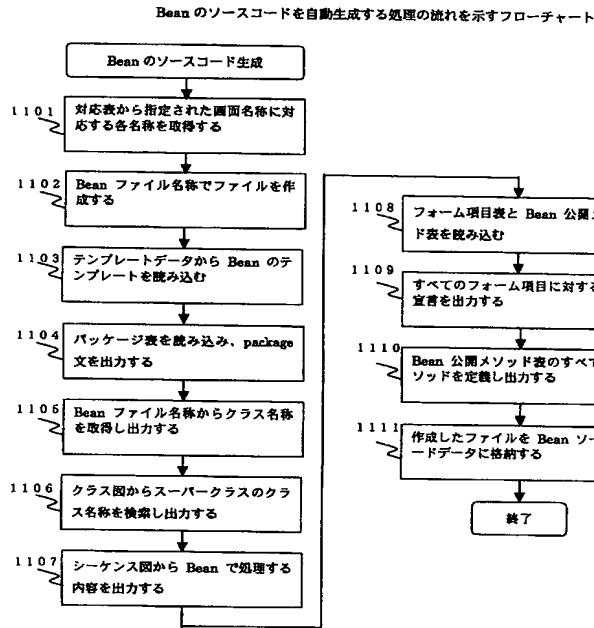 Bean のソースコードを自動生成する処理の流れを示すフローチャート
Bean のソースコード生成
1101
対応表から指定された画面名称に対
応する各名称を取得する
1102
Bean ファイル名称でファイルを作
成する
1103
テンプレートデータから Bean のテ
ンプレートを読み込む
1104
パッケージ表を読み込み、package
文を出力する
1105
Bean ファイル名称からクラス名称
を取得し出力する
1106
クラス図からスーパークラスのクラ
ス名称を検索し出力する
1107
シーケンス図から Bean で処理する
内容を出力する
1108
フォーム項目表と Bean 公開メ
ド表を読み込む
1109
すべてのフォーム項目に対する
宣言を出力する
1110
Bean 公開メソッド表のすべて
ソッドを定義し出力する
1111
作成したファイルを Bean ソー
ードデータに格納する
終了